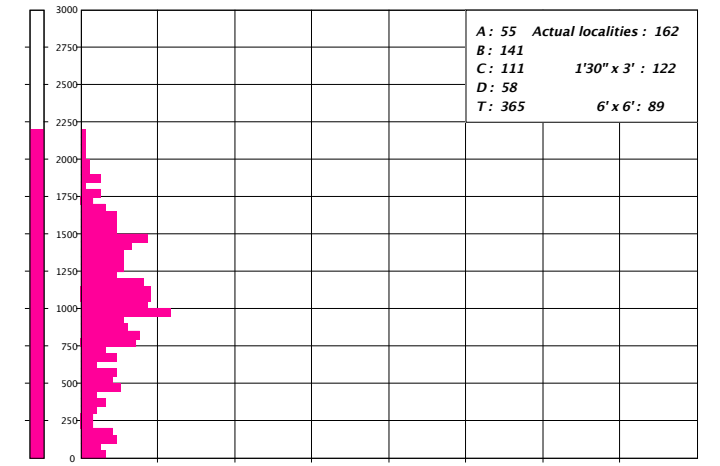 3000
A : 55 Actual localities : 162
2750
B : 141
C : 111 1'30" x 3' : 122
2500
D : 58
T : 365 6' x 6' : 89
2250
2000
1750
1500
1250
1000
750
500
250
0